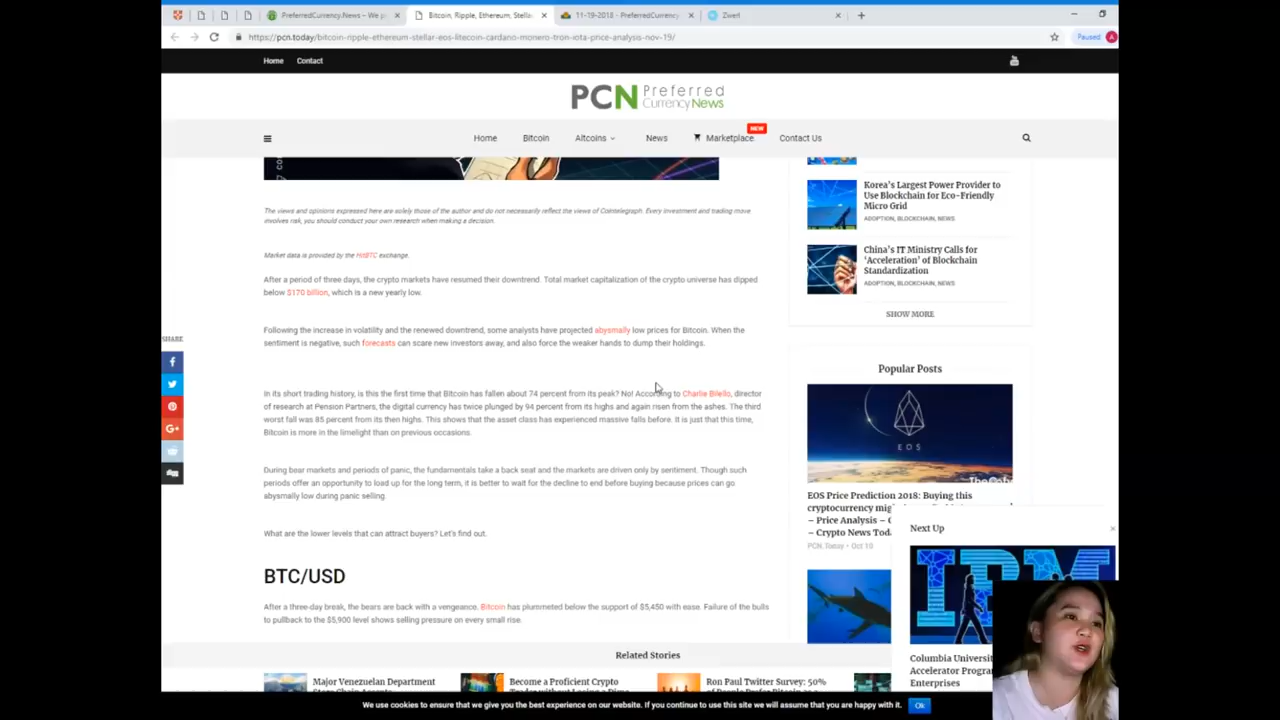 PreferredCurrency.News – We p
Bitcoin, Ripple, Ethereum, Stella
11-19-2018 - PreferredCurrency
Zwerl
https://pcn.today/bitcoin-ripple-ethereum-stellar-eos-litecoin-cardano-monero-tron-iota-price-analysis-nov-19/
Paused
A
Home Contact
PCN Preferred
CurrencyNews
NEW
Home Bitcoin Altcoins News Marketplace Contact Us
The views and opinions expressed here are solely those of the author and do not necessarily reflect the views of Cointelegraph. Every investment and trading move
involves risk, you should conduct your own research when making a decision.
Market data is provided by the HitBTC exchange.
After a period of three days, the crypto markets have resumed their downtrend. Total market capitalization of the crypto universe has dipped
below $170 billion, which is a new yearly low.
Following the increase in volatility and the renewed downtrend, some analysts have projected abysmally low prices for Bitcoin. When the
sentiment is negative, such forecasts can scare new investors away, and also force the weaker hands to dump their holdings.
In its short trading history, is this the first time that Bitcoin has fallen about 74 percent from its peak? No! According to Charlie Bilello, director
of research at Pension Partners, the digital currency has twice plunged by 94 percent from its highs and again risen from the ashes. The third
worst fall was 85 percent from its then highs. This shows that the asset class has experienced massive falls before. It is just that this time,
Bitcoin is more in the limelight than on previous occasions.
During bear markets and periods of panic, the fundamentals take a back seat and the markets are driven only by sentiment. Though such
periods offer an opportunity to load up for the long term, it is better to wait for the decline to end before buying because prices can go
abysmally low during panic selling.
What are the lower levels that can attract buyers? Let's find out.
BTC/USD
After a three-day break, the bears are back with a vengeance. Bitcoin has plummeted below the support of $5,450 with ease. Failure of the bulls
to pullback to the $5,900 level shows selling pressure on every small rise.
SHARE
Korea's Largest Power Provider to
Use Blockchain for Eco-Friendly
Micro Grid
ADOPTION, BLOCKCHAIN, NEWS
China's IT Ministry Calls for
'Acceleration' of Blockchain
Standardization
ADOPTION, BLOCKCHAIN, NEWS
SHOW MORE
Popular Posts
EOS
EOS Price Prediction 2018: Buying this
cryptocurrency mig
– Price Analysis –
– Crypto News Toda
PCN.Today • Oct 10
Next Up
IBM
Columbia Universi
Accelerator Progra
Enterprises
Related Stories
Major Venezuelan Department
Store Chain Accepts
Become a Proficient Crypto
Trader without Losing a Dime
Ron Paul Twitter Survey: 50%
of People Prefer Bitcoin as a
We use cookies to ensure that we give you the best experience on our website. If you continue to use this site we will assume that you are happy with it.
Ok